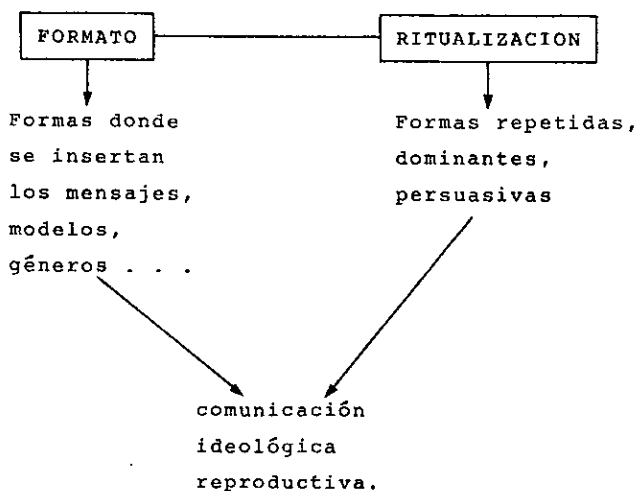 FORMATO
RITUALIZACION
Formas donde
se insertan
los mensajes,
modelos,
géneros . . .
Formas repetidas,
dominantes,
persuasivas
comunicación
ideológica
reproductiva.